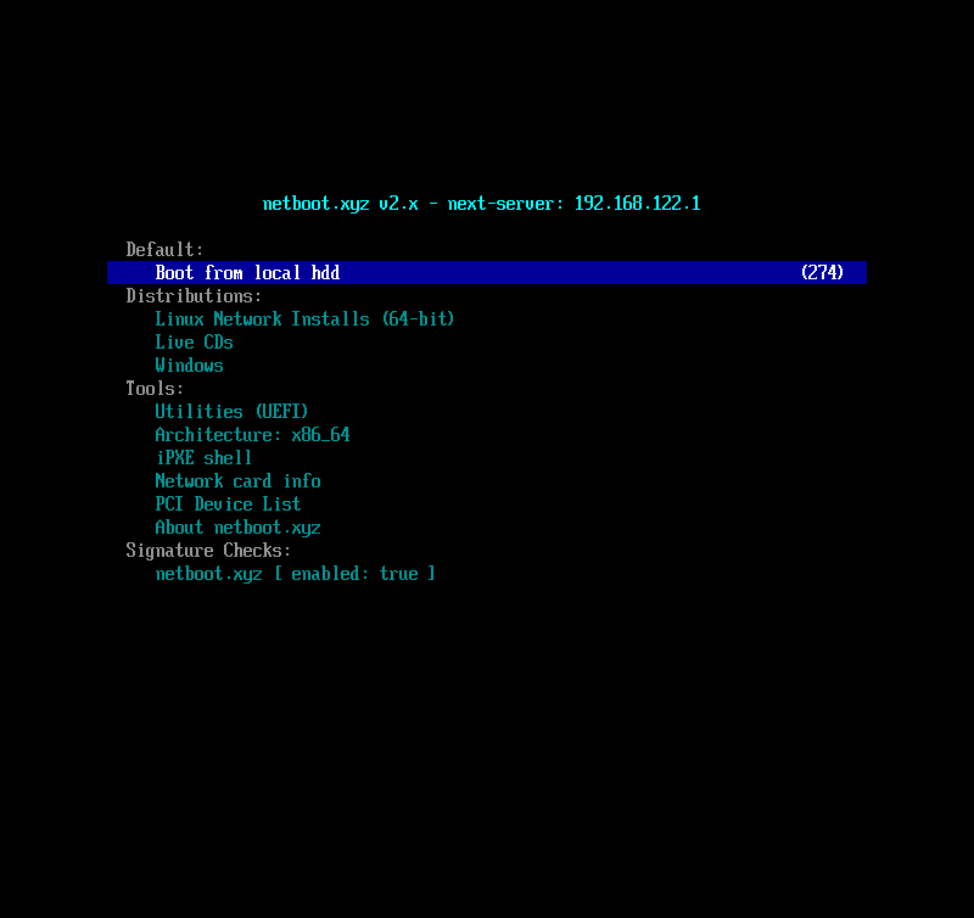 netboot.xyz v2.x - next-server: 192.168.122.1
Default:
Boot from local hdd (274)
Distributions:
Linux Network Installs (64-bit)
Live CDs
Windows
Tools:
Utilities (UEFI)
Architecture: x86_64
iPXE shell
Network card info
PCI Device List
About netboot.xyz
Signature Checks:
netboot.xyz [ enabled: true ]